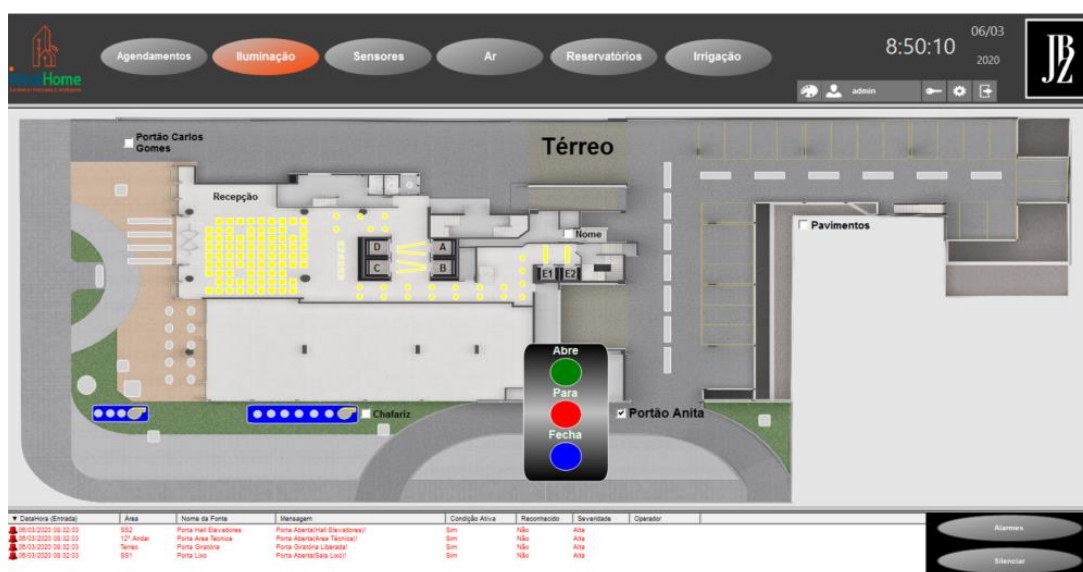 Home
Agendamentos
Iluminação
Sensores
Ar
Reservatórios
Irrigação
8:50:10
06/03
2020
JBZ
admin
Portão Carlos
Gomes
Térreo
Recepção
Nome
Pavimentos
D
A
C
B
E1
E2
Abre
Para
Fecha
Chafariz
Portão Anita
DataHora (Entrada) Área Nome da Fonte Mensagem Condição Ativa Reconhecido Severidade Operador
06/03/2020 08:32:03 SS2 Porta Hall Elevadores Porta Aberta(Hall Elevadores)! Sim Não Alta
06/03/2020 08:32:03 12º Andar Porta Area Tecnica Porta Aberta(Área Técnica)! Sim Não Alta
06/03/2020 08:32:03 Terreo Porta Giratória Porta Giratória Liberada! Sim Não Alta
06/03/2020 08:32:03 SS1 Porta Lixo Porta Aberta(Sala Lixo)! Sim Não Alta
Alarmes
Silenciar